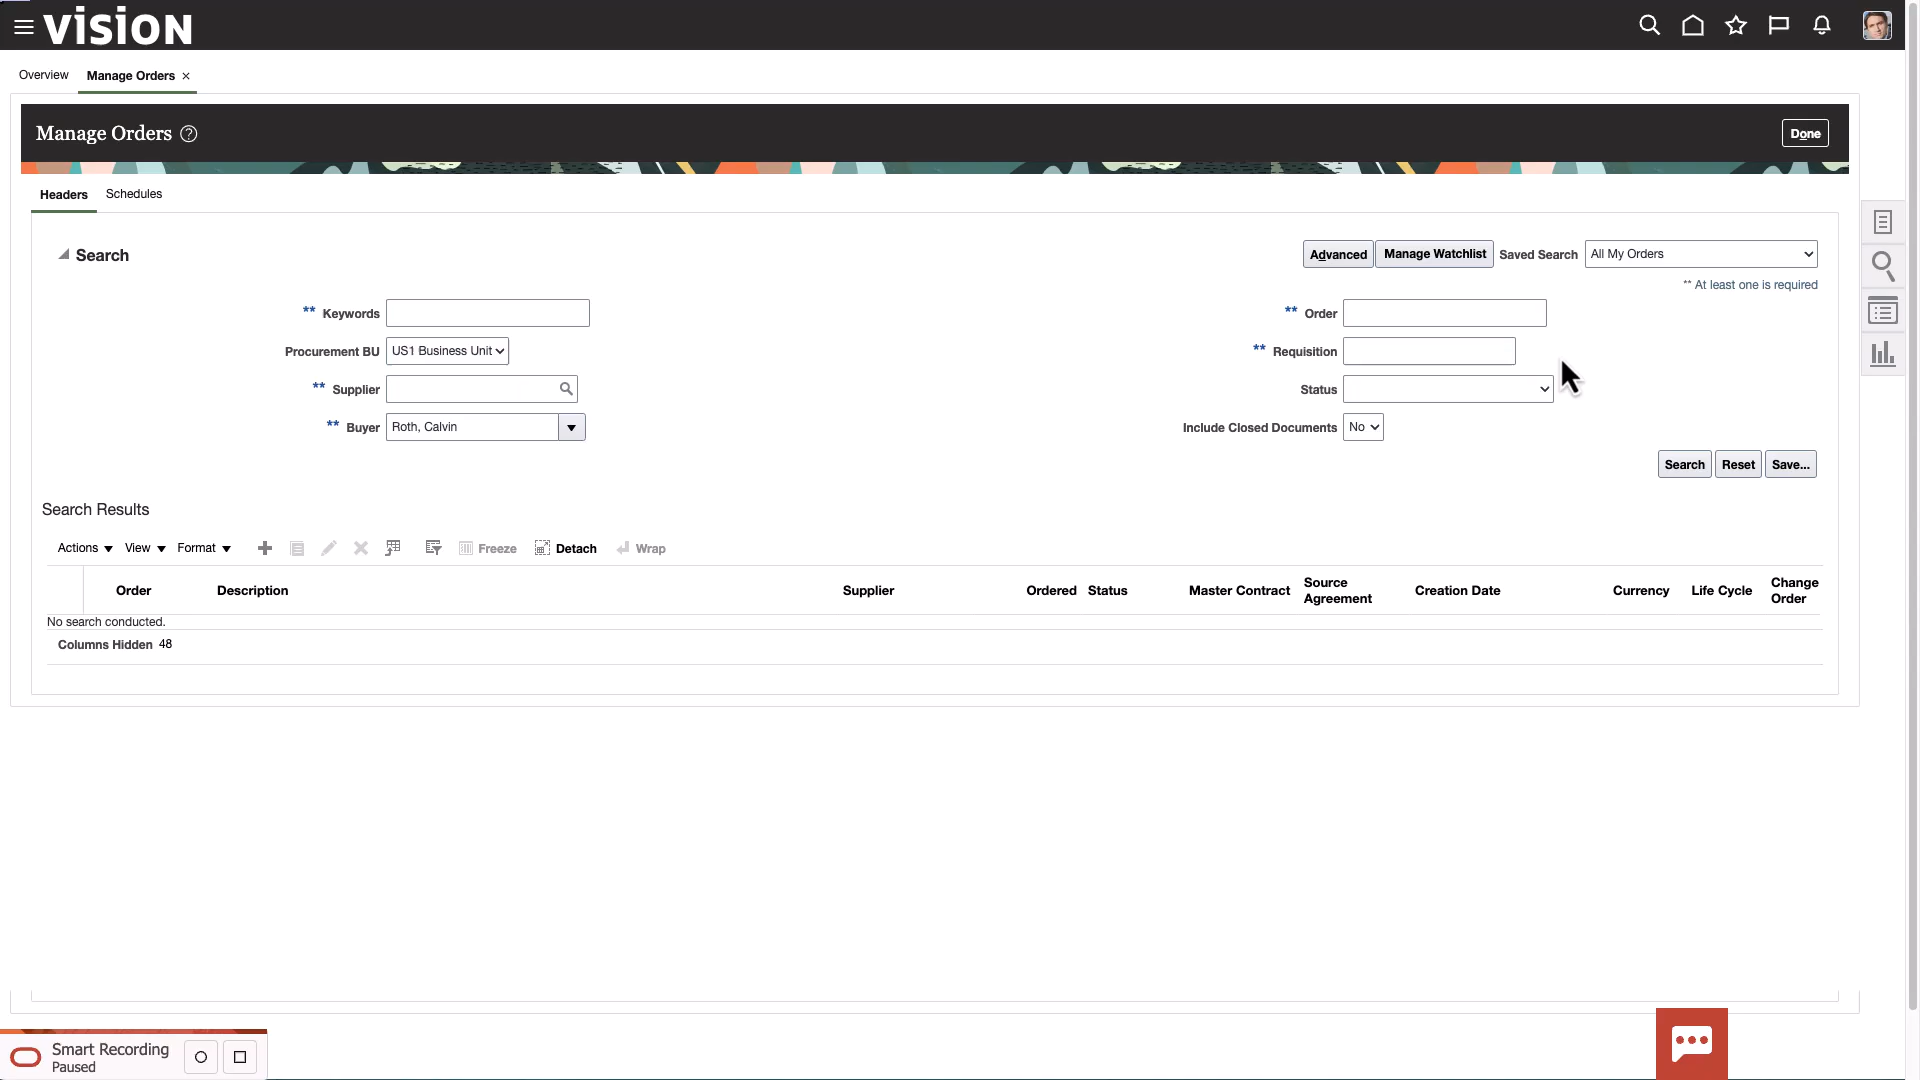 vision
Overview
Manage Orders ×
Manage Orders ?
Done
Headers
Schedules
Search
Advanced
Manage Watchlist
Saved Search
All My Orders
** At least one is required
** Keywords
** Order
Procurement BU
US1 Business Unit
** Requisition
** Supplier
Status
** Buyer
Roth, Calvin
Include Closed Documents
No
Search
Reset
Save...
Search Results
Actions
View
Format
Freeze
Detach
Wrap
Order
Description
Supplier
Ordered
Status
Master Contract
Source
Agreement
Creation Date
Currency
Life Cycle
Change
Order
No search conducted.
Columns Hidden 48
Smart Recording
Paused